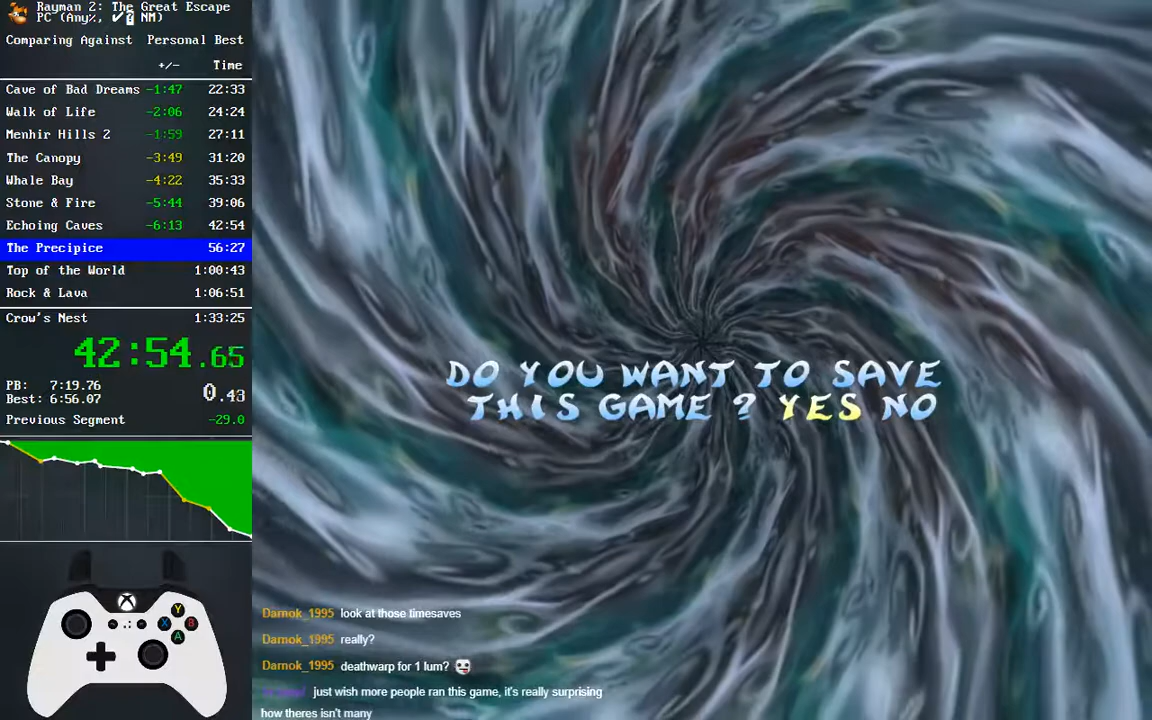 Rayman 2: The Great Escape
PC (Any%, NM)
Comparing Against Personal Best
+/- Time
Cave of Bad Dreams -1:47 22:33
Walk of Life -2:06 24:24
Menhir Hills 2 -1:59 27:11
The Canopy -3:49 31:20
Whale Bay -4:22 35:33
Stone & Fire -5:44 39:06
Echoing Caves -6:13 42:54
The Precipice 56:27
Top of the World 1:00:43
Rock & Lava 1:06:51
Crow's Nest 1:33:25
42:54.65
PB: 7:19.76
Best: 6:56.07
0.43
Previous Segment -29.0
DO YOU WANT TO SAVE
THIS GAME ? YES NO
Darnok_1995 look at those timesaves
Darnok_1995 really?
Darnok_1995 deathwarp for 1 lum?
just wish more people ran this game, it's really surprising
how theres isn't many
Y
X B
A